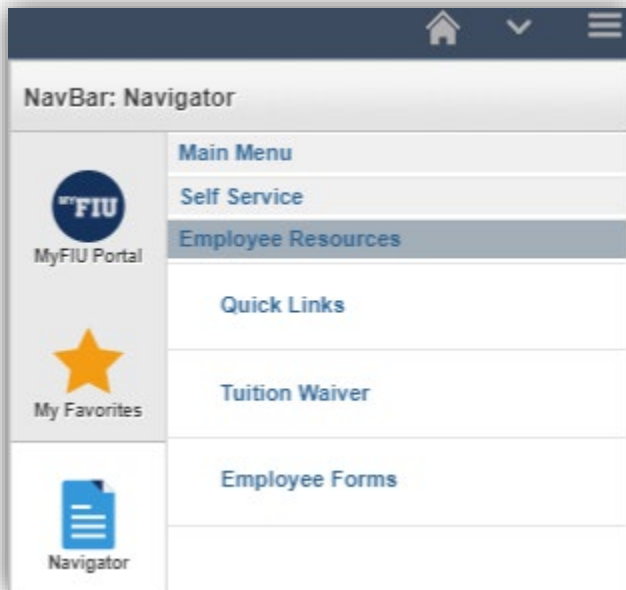 NavBar: Navigator
MYFIU
MyFIU Portal
My Favorites
Navigator
Main Menu
Self Service
Employee Resources
Quick Links
Tuition Waiver
Employee Forms